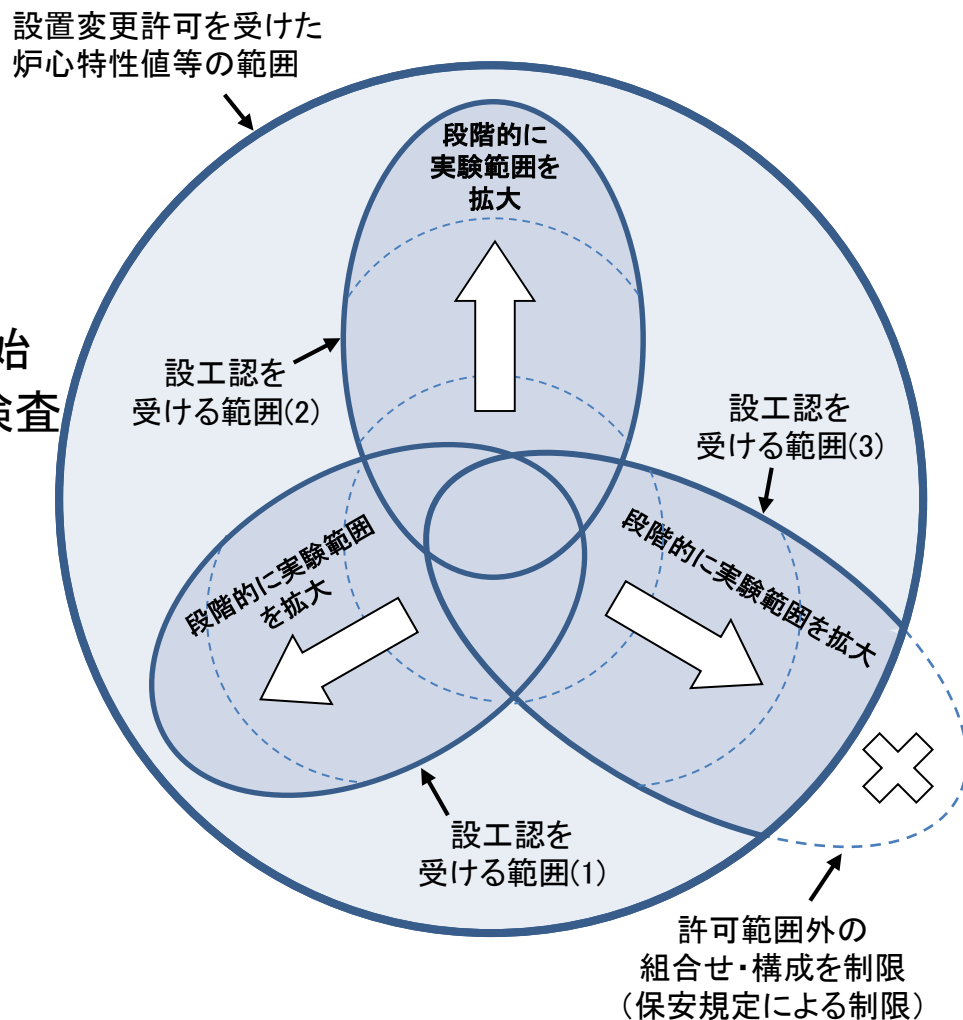 設置変更許可を受けた
炉心特性値等の範囲
段階的に
実験範囲を
拡大
始
検査
設工認を
受ける範囲(2)
設工認を
受ける範囲(3)
段階的に実験範囲
を拡大
段階的に実験範囲を拡大
設工認を
受ける範囲(1)
許可範囲外の
組合せ・構成を制限
（保安規定による制限）